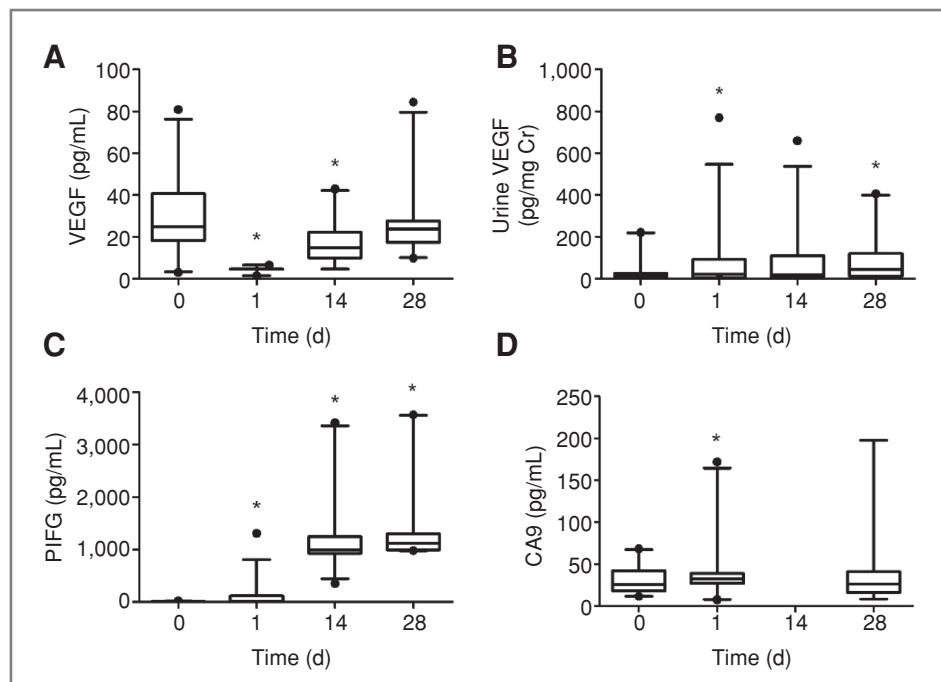 A
B
VEGF (pg/mL)
100
80
60
40
20
0
*
*
0 1 14 28
Time (d)
Urine VEGF
(pg/mg Cr)
1,000
800
600
400
200
0
*
*
0 1 14 28
Time (d)
C
D
PIFG (pg/mL)
4,000
3,000
2,000
1,000
0
*
*
*
0 1 14 28
Time (d)
CA9 (pg/mL)
250
200
150
100
50
0
*
0 1 14 28
Time (d)